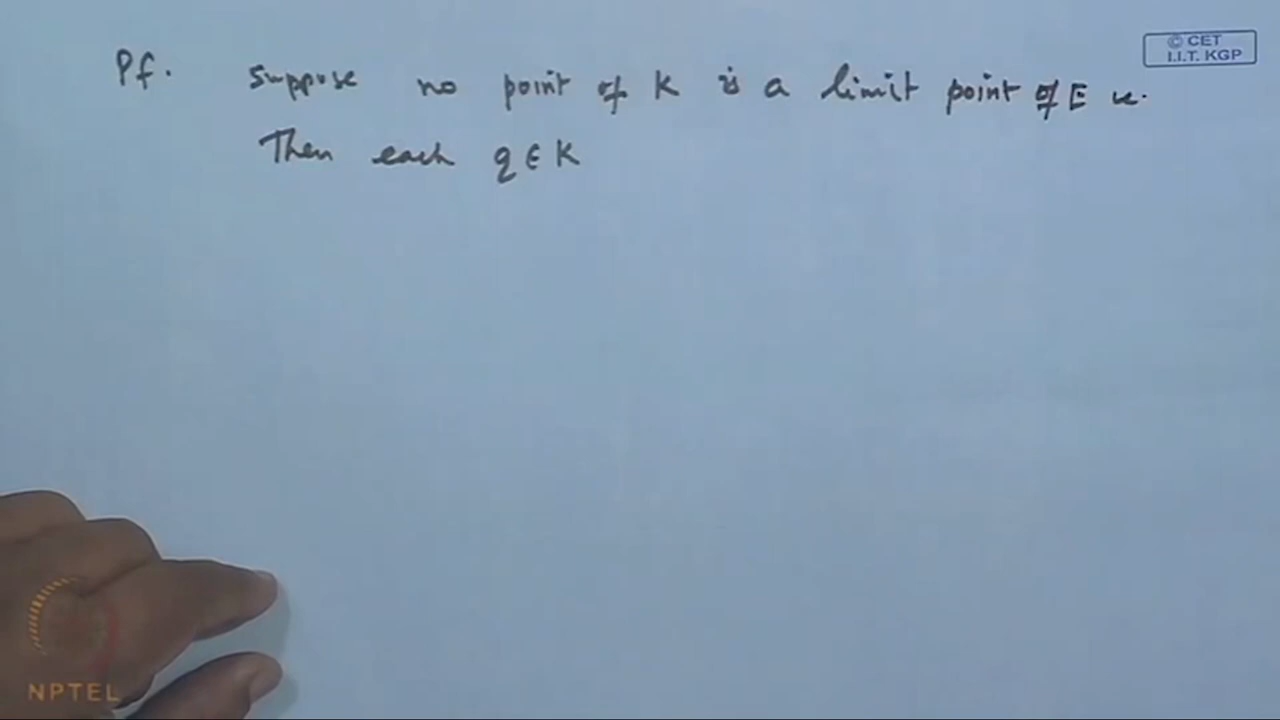 © CET
I.I.T. KGP
Pf. Suppose no point of K is a limit point of E
Then each q ∈ K
NPTEL